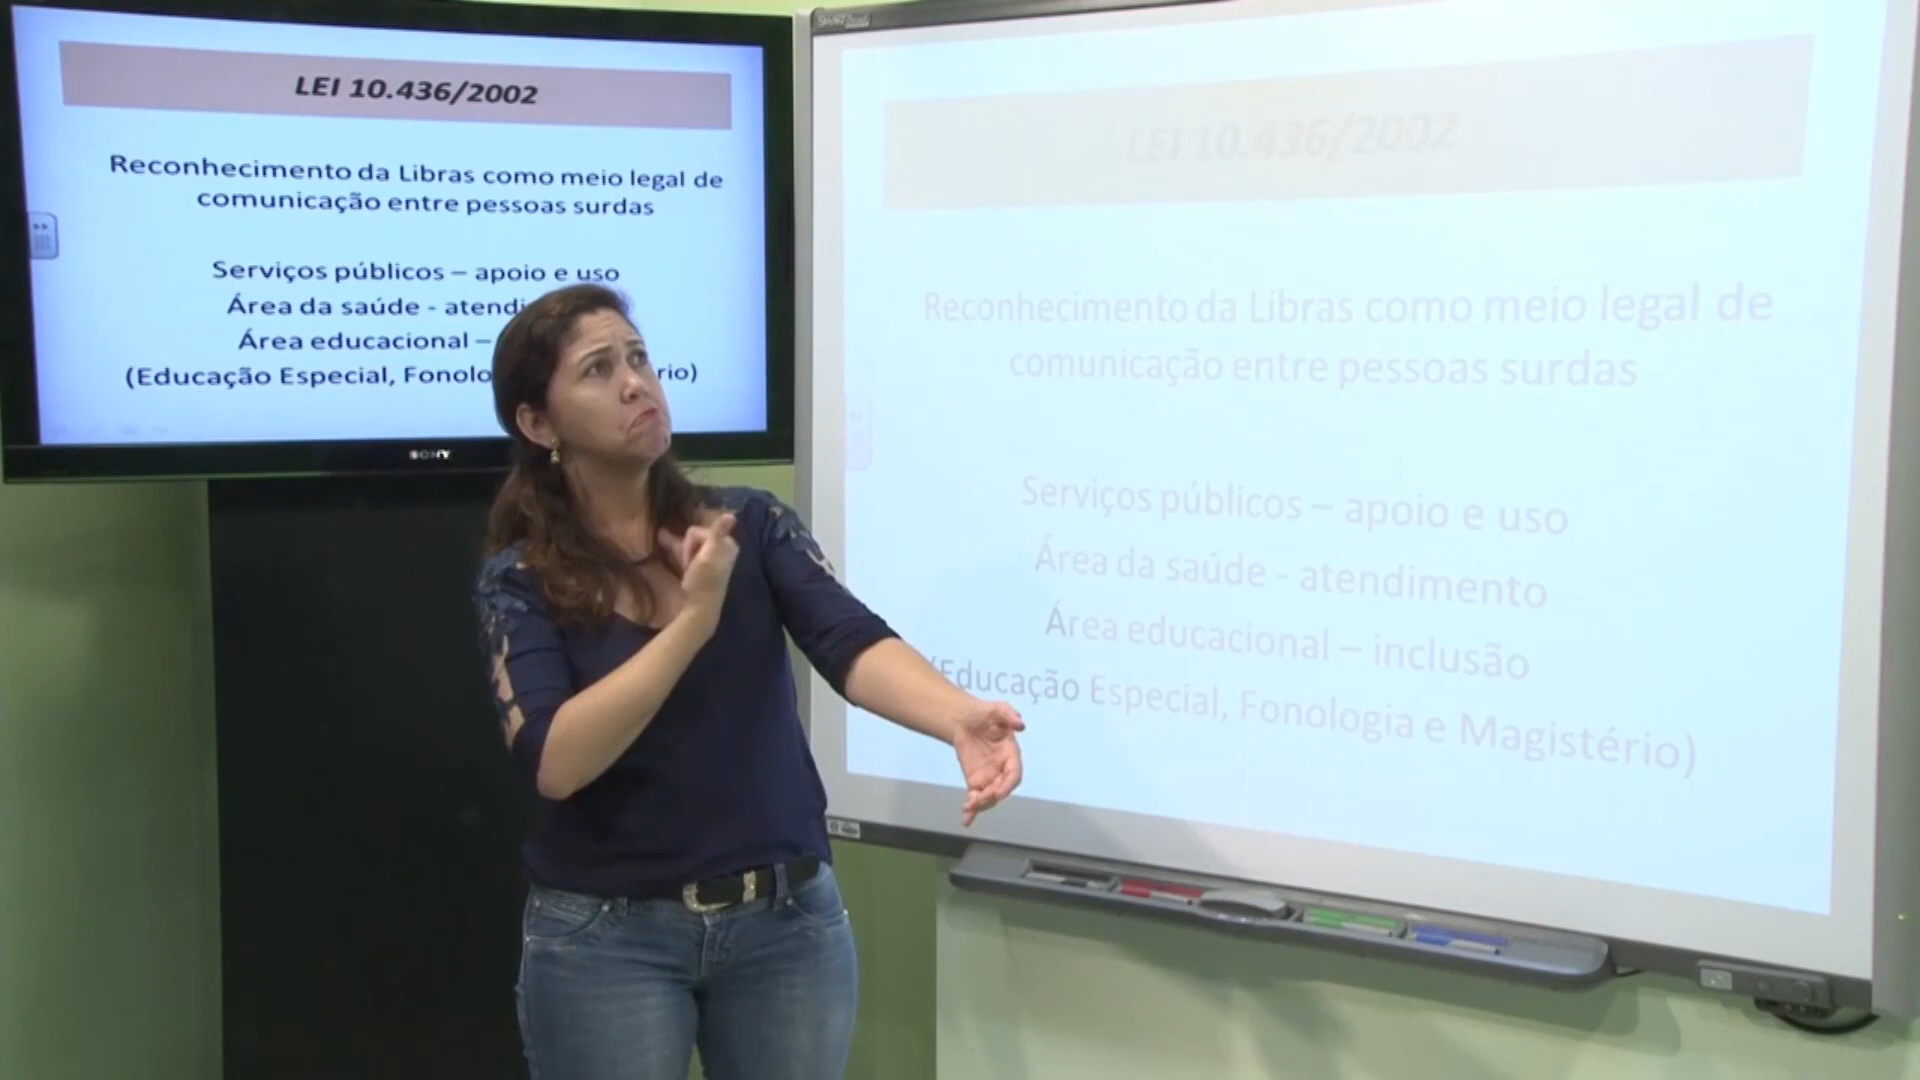 LEI 10.436/2002
Reconhecimento da Libras como meio legal de
comunicação entre pessoas surdas
Serviços públicos – apoio e uso
Área da saúde - atendi
Área educacional –
(Educação Especial, Fonolo rio)
SONY
SMART Board
LEI 10.436/2002
Reconhecimento da Libras como meio legal de
comunicação entre pessoas surdas
Serviços públicos – apoio e uso
Área da saúde - atendimento
Área educacional – inclusão
(Educação Especial, Fonologia e Magistério)